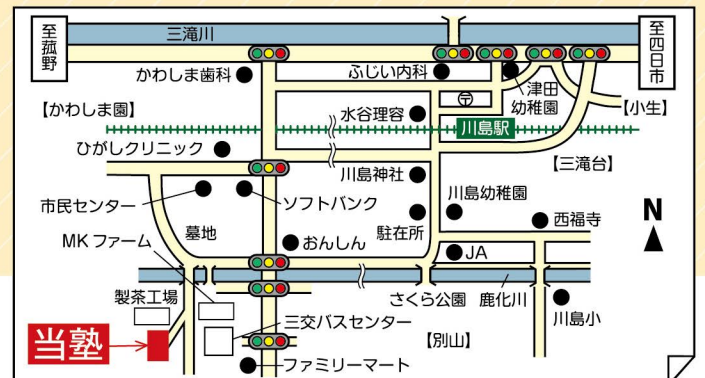 至菰野
三滝川
至四日市
かわしま歯科
ふじい内科
津田
幼稚園
【かわしま園】
水谷理容
〒
【小生】
川島駅
ひがしクリニック
【三滝台】
川島神社
川島幼稚園
市民センター
ソフトバンク
駐在所
西福寺
N
墓地
MKファーム
おんしん
JA
製茶工場
さくら公園
鹿化川
三交バスセンター
川島小
当塾
【別山】
ファミリーマート